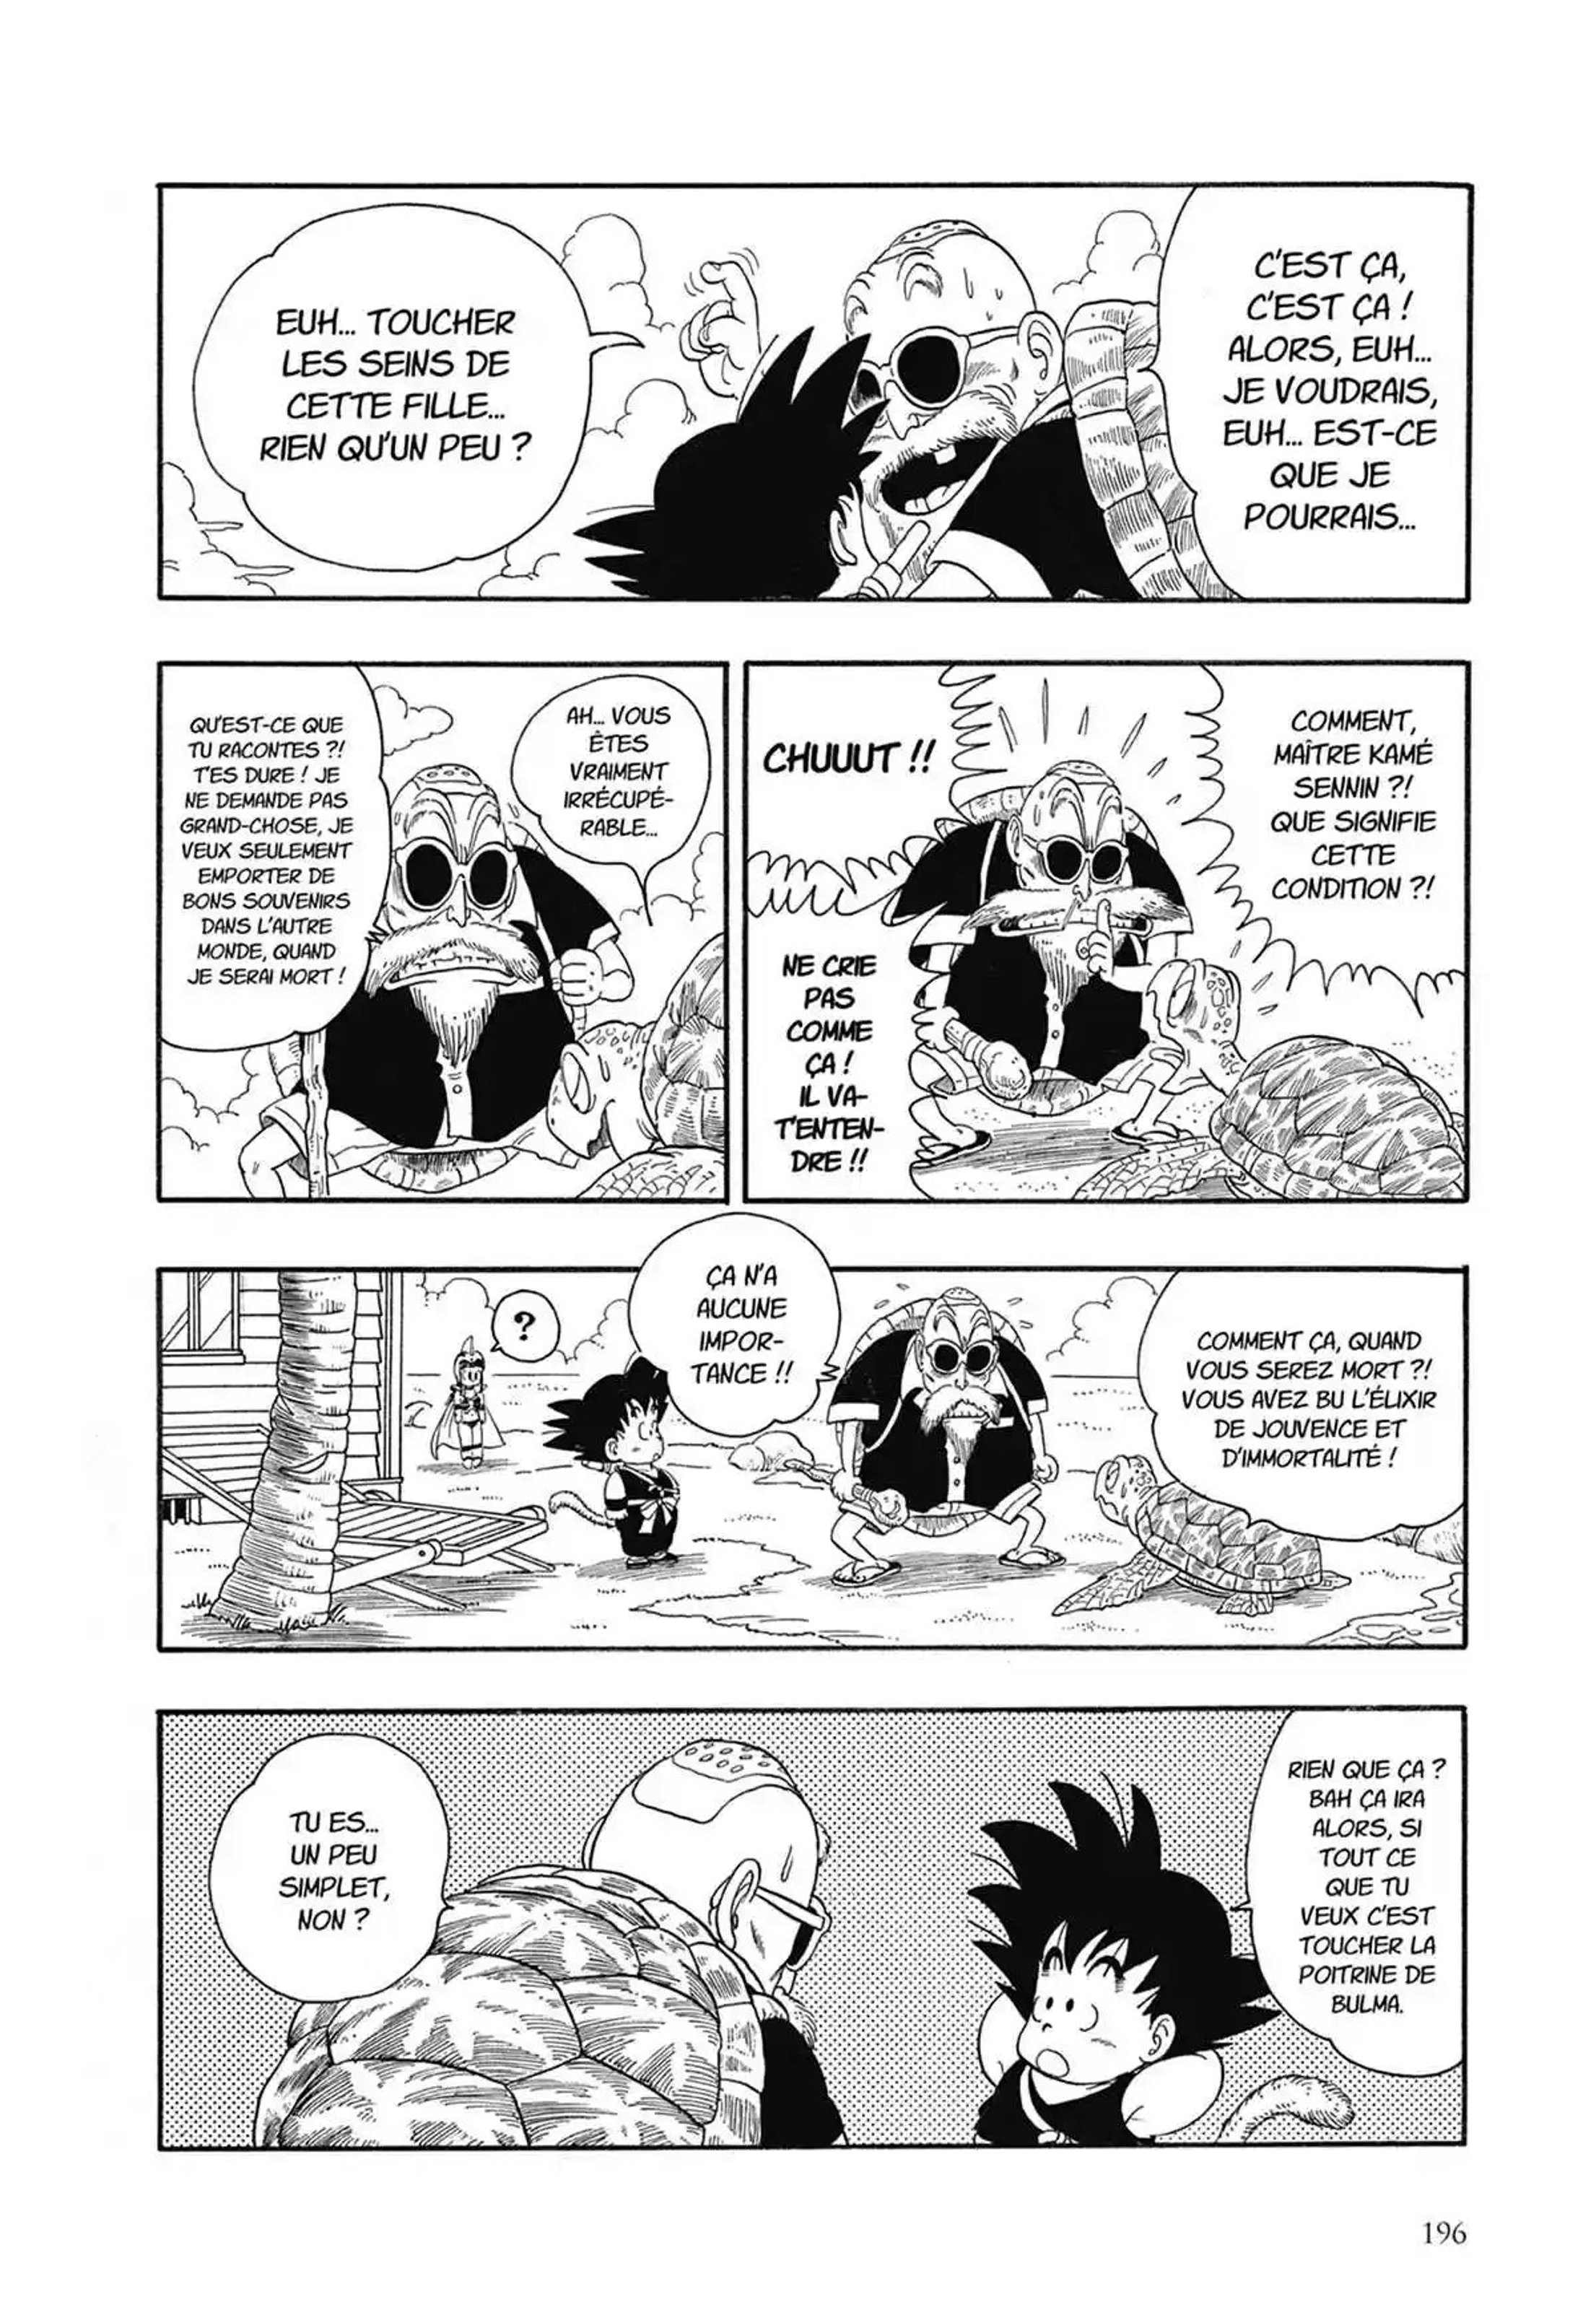 C'EST ÇA,
C'EST ÇA !
ALORS, EUH...
JE VOUDRAIS,
EUH... EST-CE
QUE JE
POURRAIS...
EUH... TOUCHER
LES SEINS DE
CETTE FILLE...
RIEN QU'UN PEU ?
COMMENT,
MAÎTRE KAMÉ
SENNIN ?!
QUE SIGNIFIE
CETTE
CONDITION ?!
CHUUUT !!
NE CRIE
PAS
COMME
ÇA !
IL VA-
T'ENTEN-
DRE !!
AH... VOUS
ÊTES
VRAIMENT
IRRÉCUPÉ-
RABLE...
QU'EST-CE QUE
TU RACONTES ?!
T'ES DURE ! JE
NE DEMANDE PAS
GRAND-CHOSE, JE
VEUX SEULEMENT
EMPORTER DE
BONS SOUVENIRS
DANS L'AUTRE
MONDE, QUAND
JE SERAI MORT !
COMMENT ÇA, QUAND
VOUS SEREZ MORT ?!
VOUS AVEZ BU L'ÉLIXIR
DE JOUVENCE ET
D'IMMORTALITÉ !
ÇA N'A
AUCUNE
IMPOR-
TANCE !!
?
RIEN QUE ÇA ?
BAH ÇA IRA
ALORS, SI
TOUT CE
QUE TU
VEUX C'EST
TOUCHER LA
POITRINE DE
BULMA.
TU ES...
UN PEU
SIMPLET,
NON ?
196